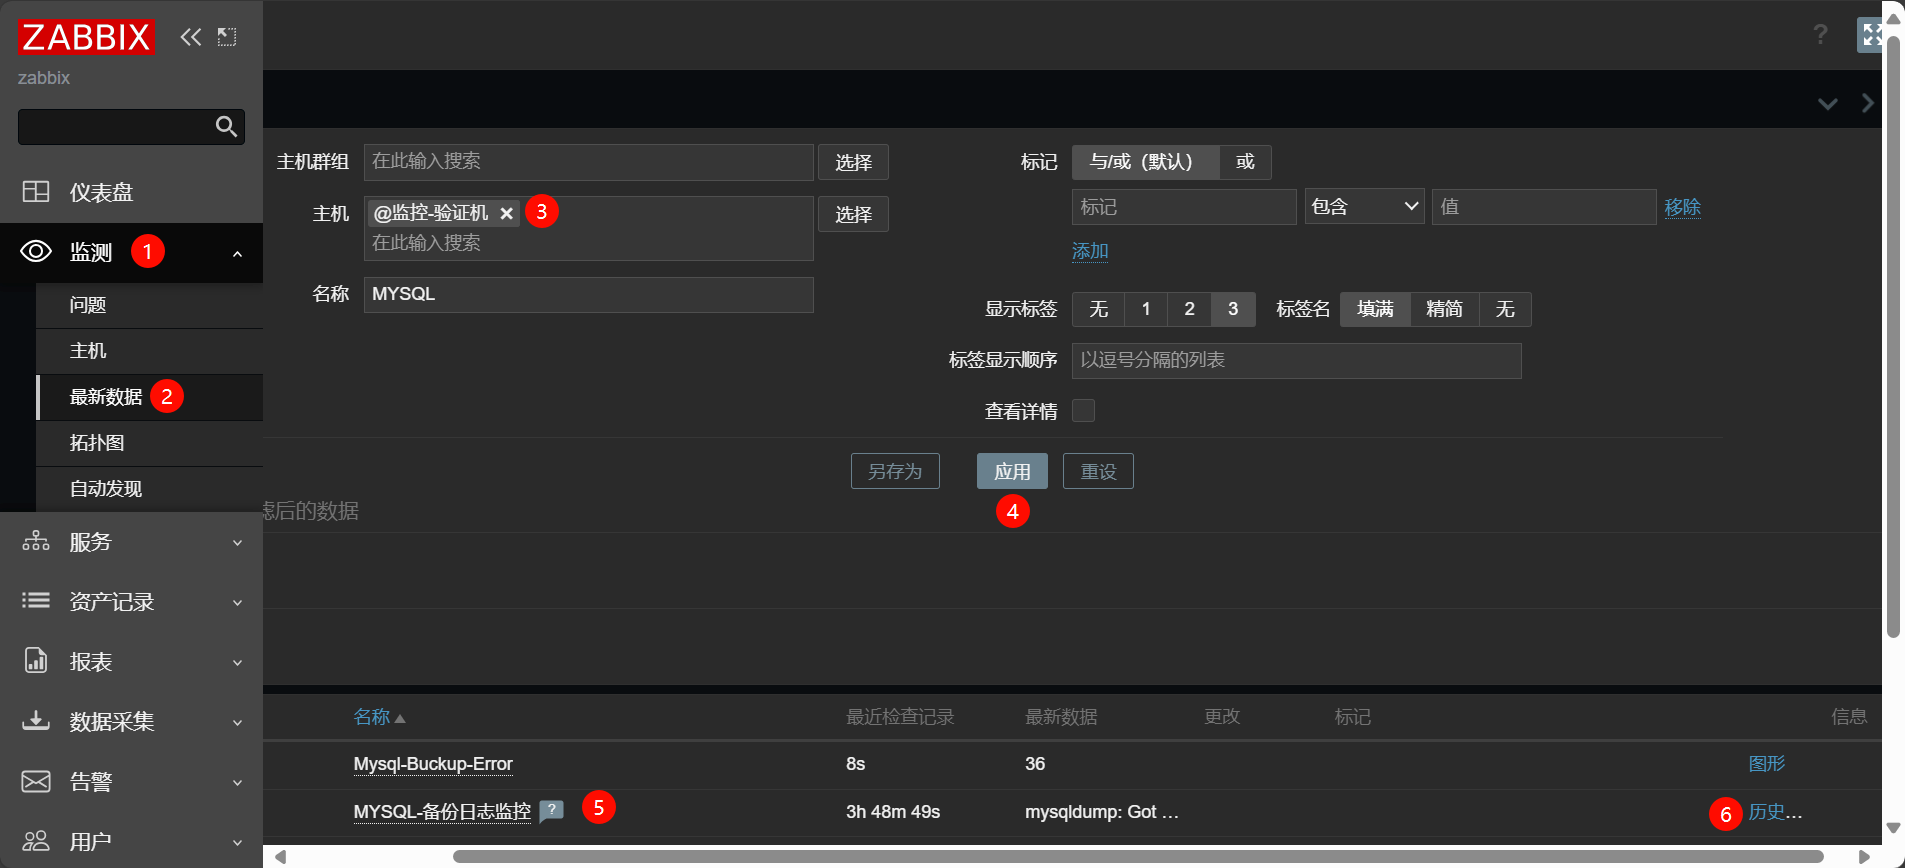 ZABBIX
zabbix
仪表盘
监测 1
问题
主机
最新数据 2
拓扑图
自动发现
服务
资产记录
报表
数据采集
告警
用户
?
主机群组 在此输入搜索 选择
主机 @监控-验证机 3 选择
在此输入搜索
名称 MYSQL
标记 与/或（默认） 或
标记 包含 值 移除
添加
显示标签 无 1 2 3 标签名 填满 精简 无
标签显示顺序 以逗号分隔的列表
查看详情
另存为 应用 重设
4
滤后的数据
名称 最近检查记录 最新数据 更改 标记 信息
Mysql-Buckup-Error 8s 36 图形
MYSQL-备份日志监控 ? 5 3h 48m 49s mysqldump: Got … 6 历史…